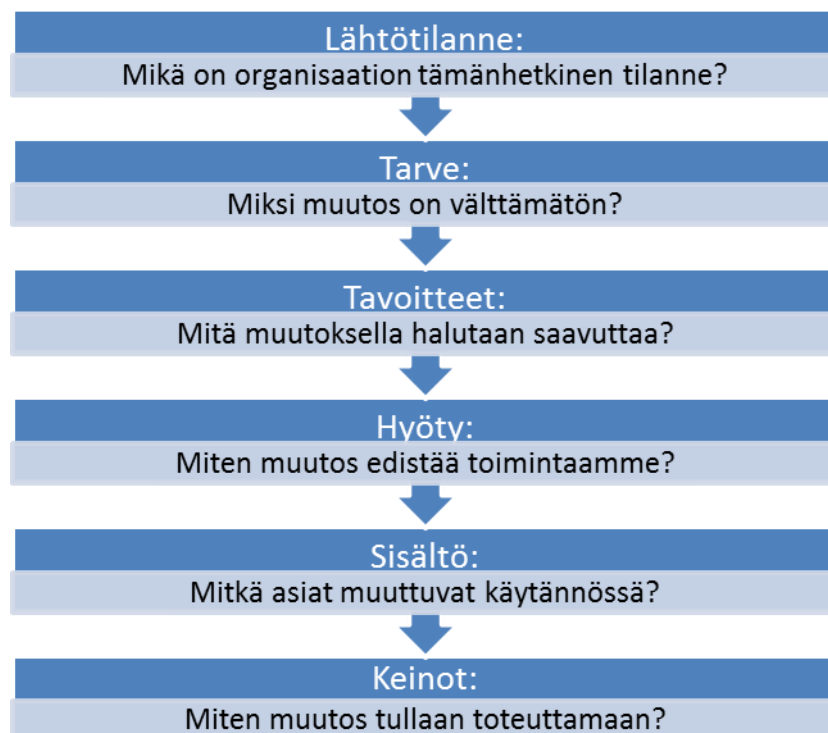 Lähtötilanne:
Mikä on organisaation tämänhetkinen tilanne?
Tarve:
Miksi muutos on välttämätön?
Tavoitteet:
Mitä muutoksella halutaan saavuttaa?
Hyöty:
Miten muutos edistää toimintaamme?
Sisältö:
Mitkä asiat muuttuvat käytännössä?
Keinot:
Miten muutos tullaan toteuttamaan?